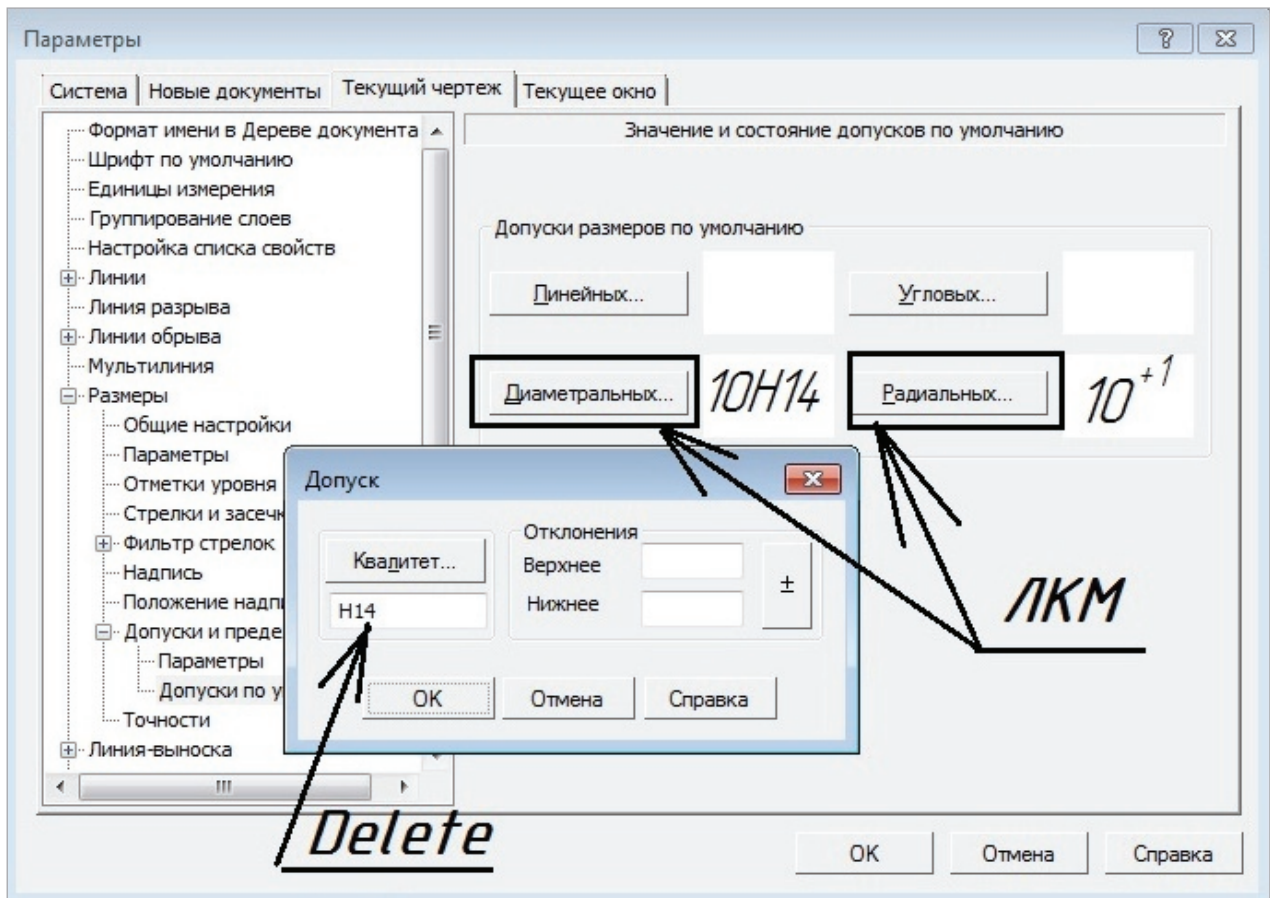 Параметры
Система Новые документы Текущий чертеж Текущее окно
Формат имени в Дереве документа
Шрифт по умолчанию
Единицы измерения
Группирование слоев
Настройка списка свойств
Линии
Линия разрыва
Линии обрыва
Мультилиния
Размеры
Общие настройки
Параметры
Отметки уровня
Стрелки и засечк
Фильтр стрелок
Надпись
Положение надпи
Допуски и преде
Параметры
Допуски по у
Точности
Линия-выноска
Значение и состояние допусков по умолчанию
Допуски размеров по умолчанию
Линейных... Угловых...
Диаметральных... 10H14 Радиальных... 10+1
Допуск
Квалитет...
H14
Отклонения
Верхнее
Нижнее
±
OK Отмена Справка
ЛКМ
Delete
OK Отмена Справка